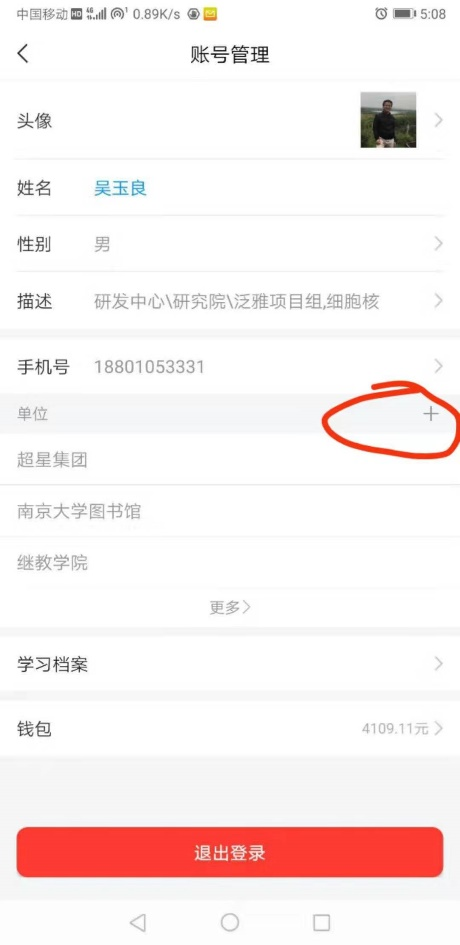 中国移动 HD 4G 0.89K/s 5:08
账号管理
头像
姓名 吴玉良
性别 男
描述 研发中心\研究院\泛雅项目组,细胞核
手机号 18801053331
单位 +
超星集团
南京大学图书馆
继教学院
更多
学习档案
钱包 4109.11元
退出登录